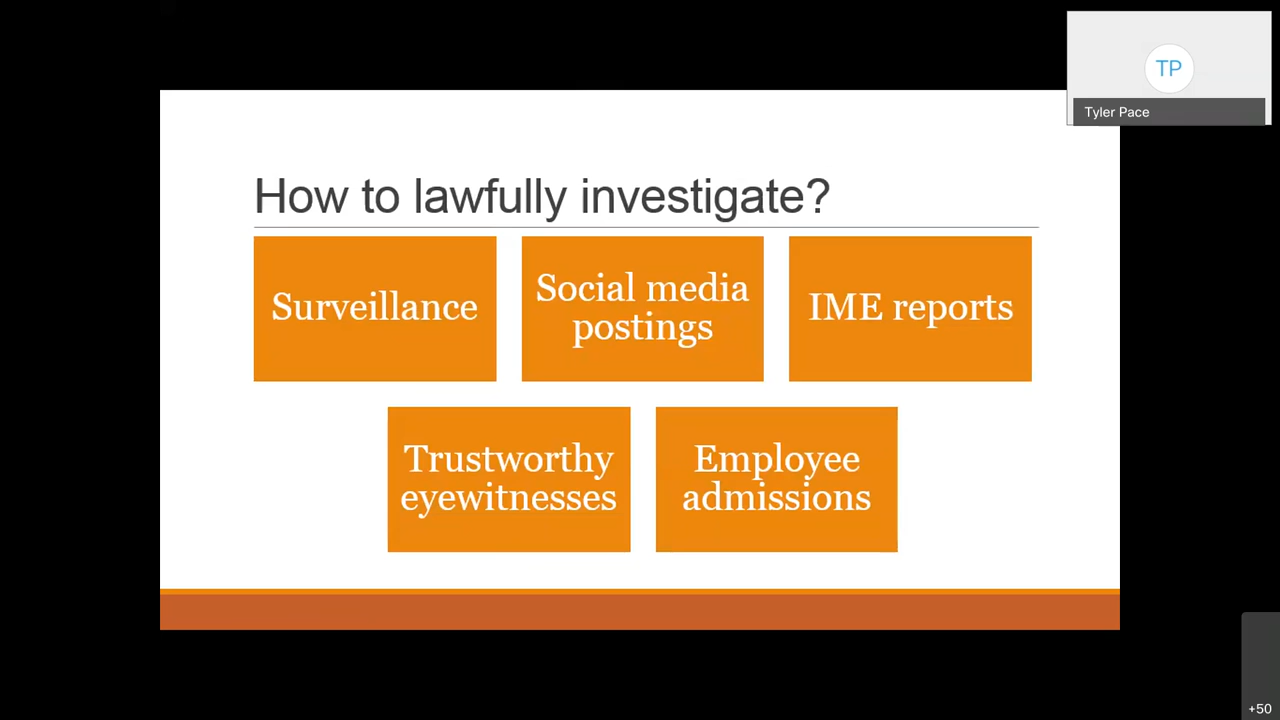 TP
Tyler Pace
How to lawfully investigate?
Surveillance
Social media
postings
IME reports
Trustworthy
eyewitnesses
Employee
admissions
+50